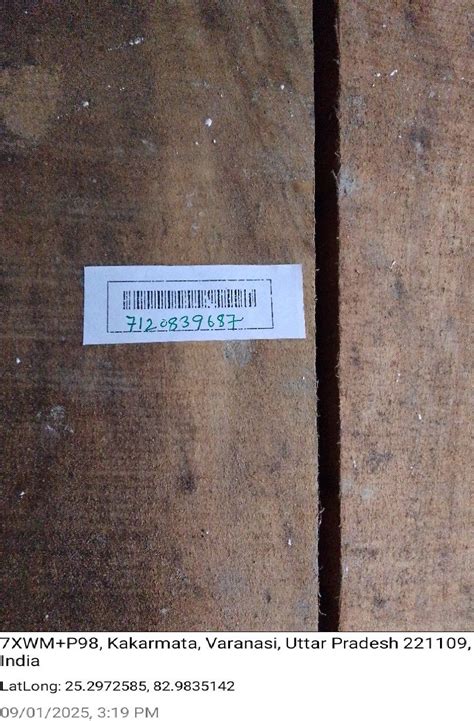 7120839687
7XWM+P98, Kakarmata, Varanasi, Uttar Pradesh 221109,
India
LatLong: 25.2972585, 82.9835142
09/01/2025, 3:19 PM